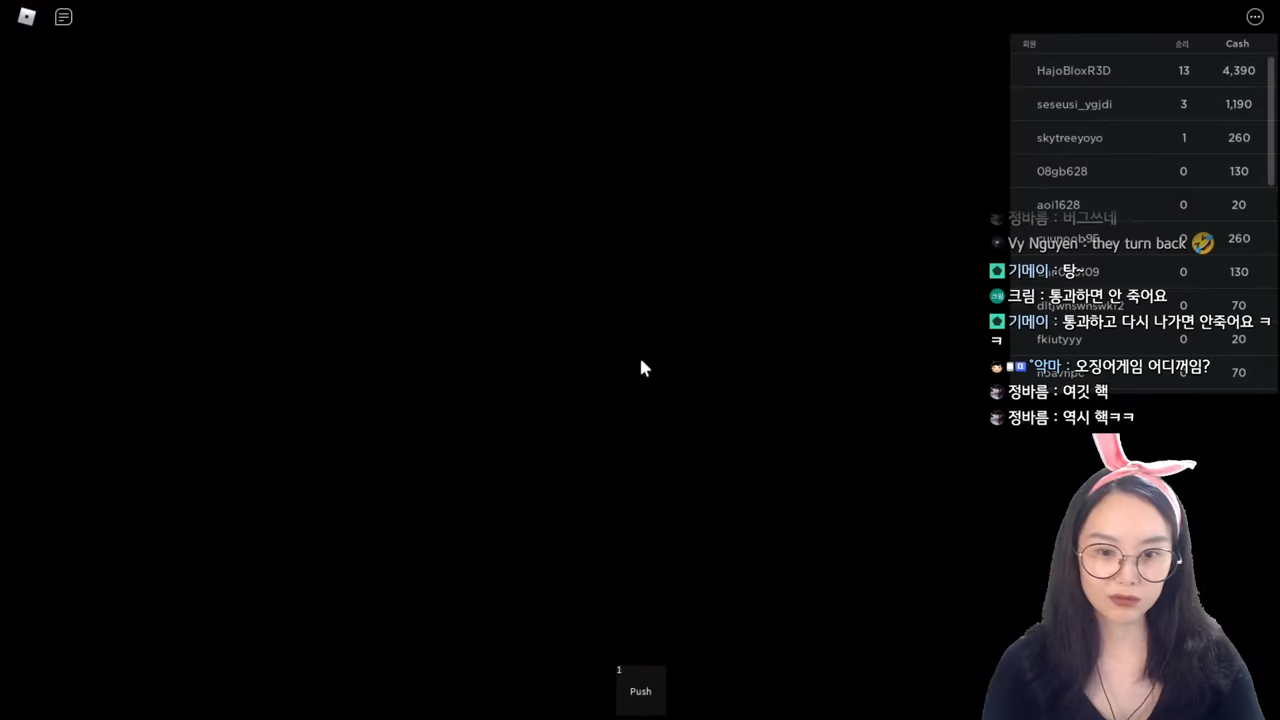 회원 승리 Cash
HajoBloxR3D 13 4,390
seseusi_ygjdi 3 1,190
skytreeyoyo 1 260
08gb628 0 130
aoi1628 0 20
0 260
0 130
0 70
fkiutyyy 0 20
0 70
정바름 : 버그쓰네
Vy Nguyen : they turn back
기메이 : 탕~
크림 : 통과하면 안 죽어요
기메이 : 통과하고 다시 나가면 안죽어요 ㅋ
ㅋ
악마 : 오징어게임 어디꺼임?
정바름 : 여깃 핵
정바름 : 역시 핵ㅋㅋ
1
Push